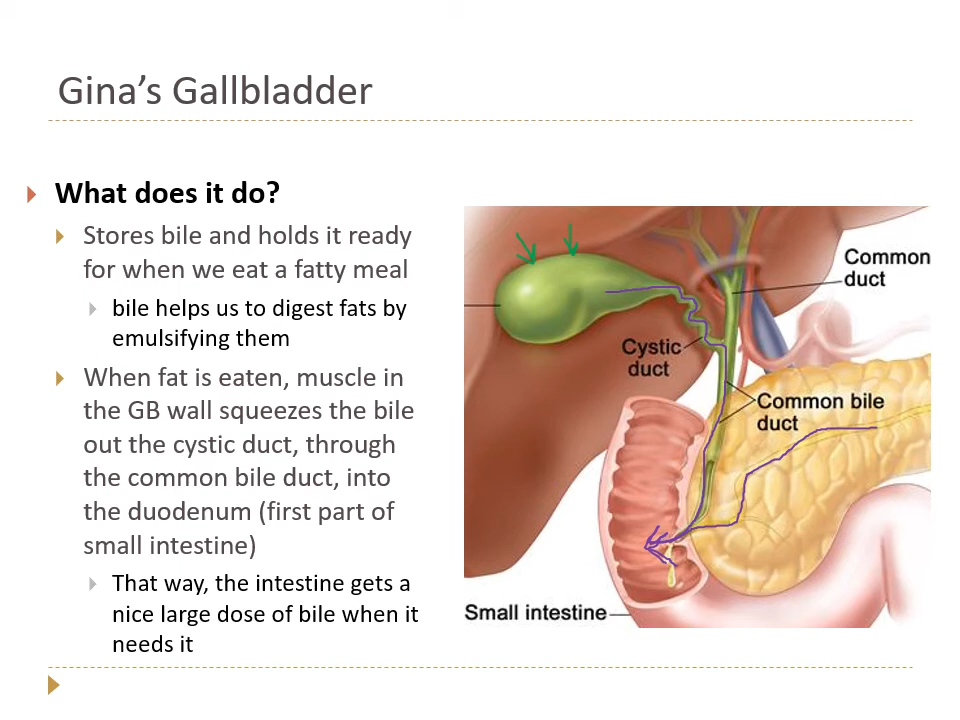 Gina’s Gallbladder
What does it do?
Stores bile and holds it ready
for when we eat a fatty meal
bile helps us to digest fats by
emulsifying them
When fat is eaten, muscle in
the GB wall squeezes the bile
out the cystic duct, through
the common bile duct, into
the duodenum (first part of
small intestine)
That way, the intestine gets a
nice large dose of bile when it
needs it
Common
duct
Cystic
duct
Common bile
duct
Small intestine